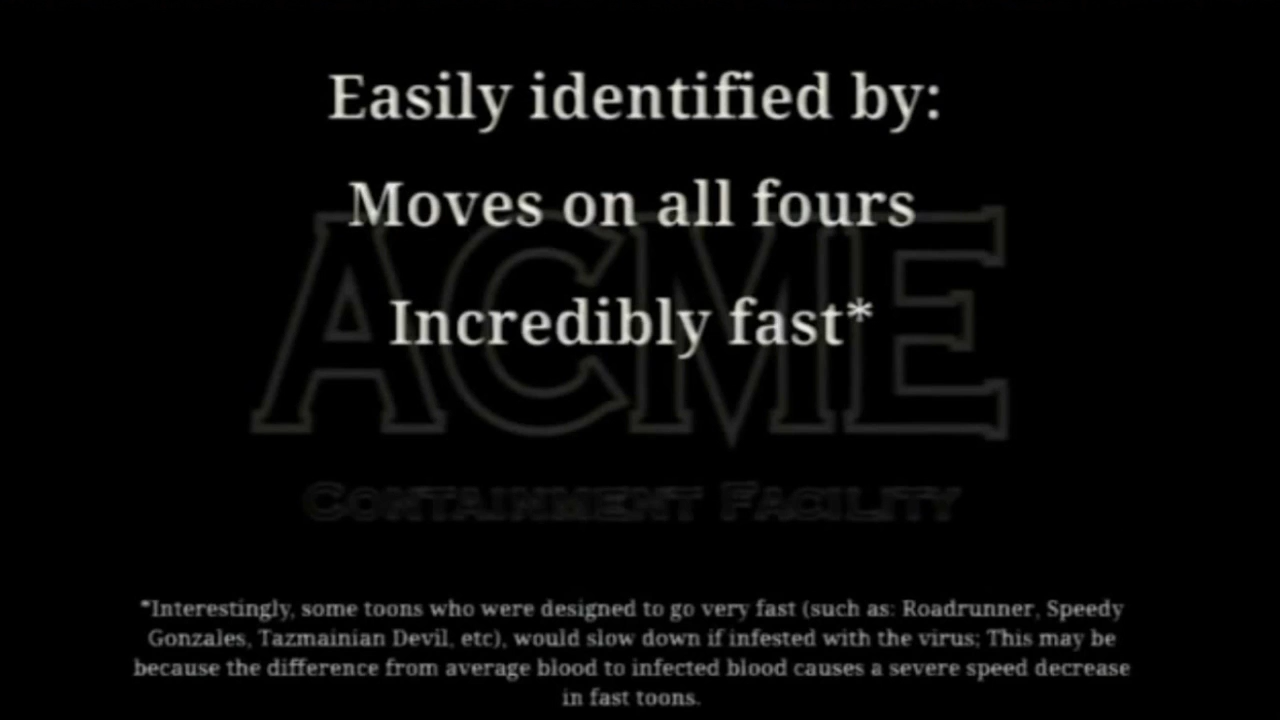 Easily identified by:
Moves on all fours
Incredibly fast*
ACME
Containment Facility
*Interestingly, some toons who were designed to go very fast (such as: Roadrunner, Speedy
Gonzales, Tazmainian Devil, etc), would slow down if infested with the virus; This may be
because the difference from average blood to infected blood causes a severe speed decrease
in fast toons.